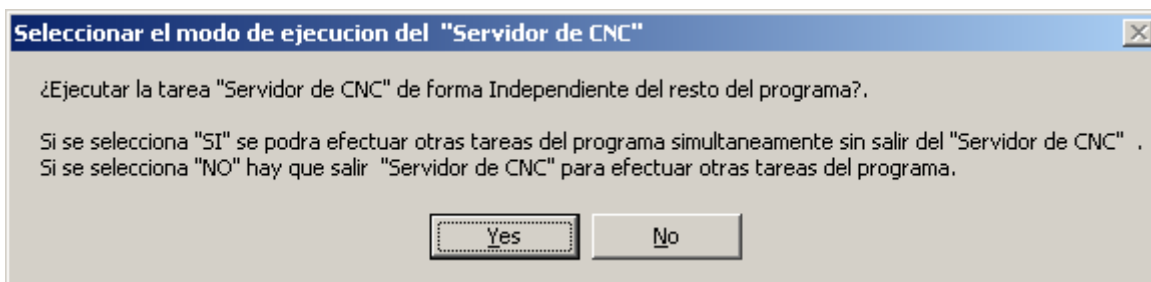 Seleccionar el modo de ejecucion del "Servidor de CNC"
¿Ejecutar la tarea "Servidor de CNC" de forma Independiente del resto del programa?.
Si se selecciona "SI" se podra efectuar otras tareas del programa simultaneamente sin salir del "Servidor de CNC" .
Si se selecciona "NO" hay que salir "Servidor de CNC" para efectuar otras tareas del programa.
Yes
No